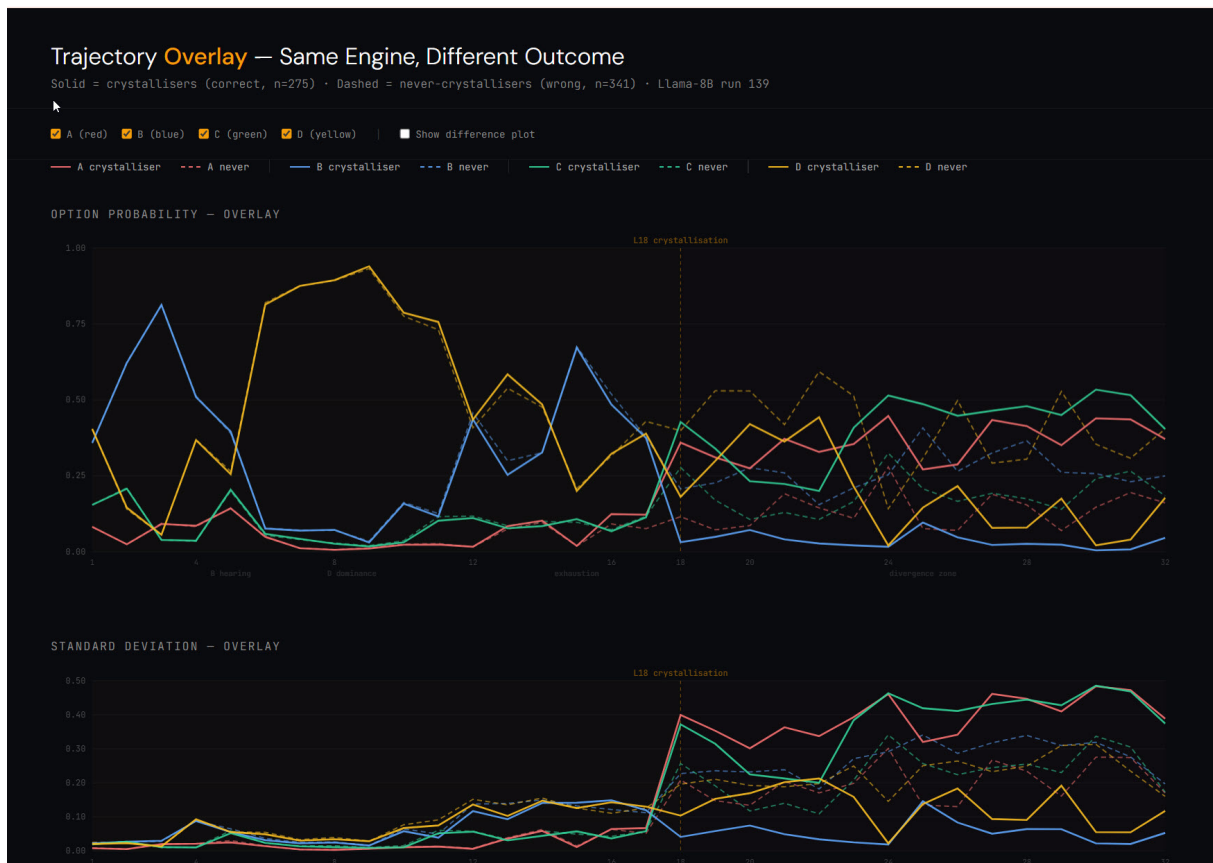 Trajectory Overlay — Same Engine, Different Outcome
Solid = crystallisers (correct, n=275) · Dashed = never-crystallisers (wrong, n=341) · Llama-8B run 139
A (red) B (blue) C (green) D (yellow) | Show difference plot
A crystalliser A never B crystalliser B never C crystalliser C never D crystalliser D never
OPTION PROBABILITY — OVERLAY
L18 crystallisation
1.00
0.75
0.50
0.25
0.00
1 4 8 12 16 18 20 24 28 32
B hoaring D dominance exhaustion divergence zone
STANDARD DEVIATION — OVERLAY
L18 crystallisation
0.50
0.40
0.30
0.20
0.10
0.00